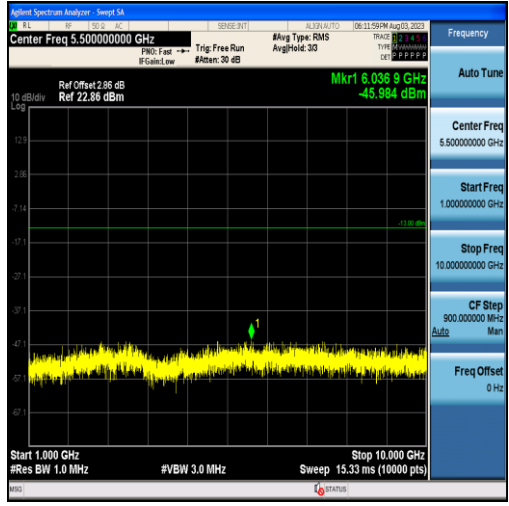 Agilent Spectrum Analyzer - Swept SA
RL RF 50 Ω AC SENSE:INT ALIGN AUTO 06:11:59 PM Aug 03, 2023
Center Freq 5.500000000 GHz
PNO: Fast
IFGain:Low
Trig: Free Run
#Atten: 30 dB
#Avg Type: RMS
Avg|Hold: 3/3
TRACE 1 2 3 4 5 6
TYPE M WWWWW
DET P P P P P P
Frequency
Mkr1 6.036 9 GHz
-45.984 dBm
Ref Offset 2.86 dB
Ref 22.86 dBm
10 dB/div
Log
12.9
2.86
-7.14
-13.00 dBm
-17.1
-27.1
-37.1
1
-47.1
-57.1
-67.1
Start 1.000 GHz
Stop 10.000 GHz
#Res BW 1.0 MHz
#VBW 3.0 MHz
Sweep 15.33 ms (10000 pts)
MSG
STATUS
Auto Tune
Center Freq
5.500000000 GHz
Start Freq
1.000000000 GHz
Stop Freq
10.000000000 GHz
CF Step
900.000000 MHz
Auto Man
Freq Offset
0 Hz